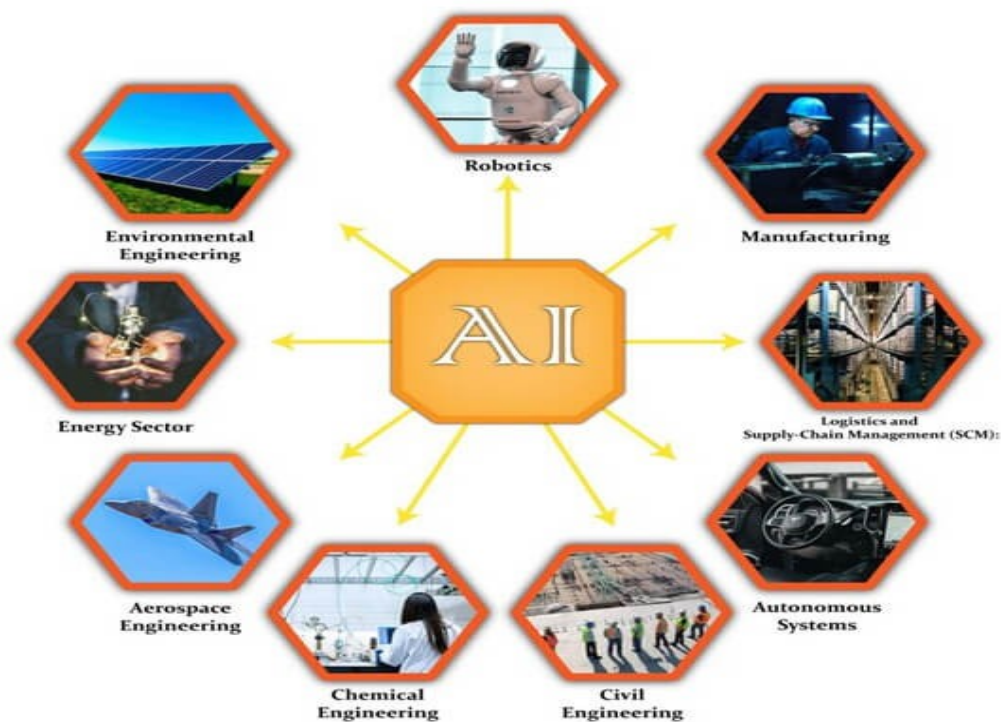 Robotics
Environmental
Engineering
Manufacturing
AI
Energy Sector
Logistics and
Supply-Chain Management (SCM):
Aerospace
Engineering
Autonomous
Systems
Chemical
Engineering
Civil
Engineering